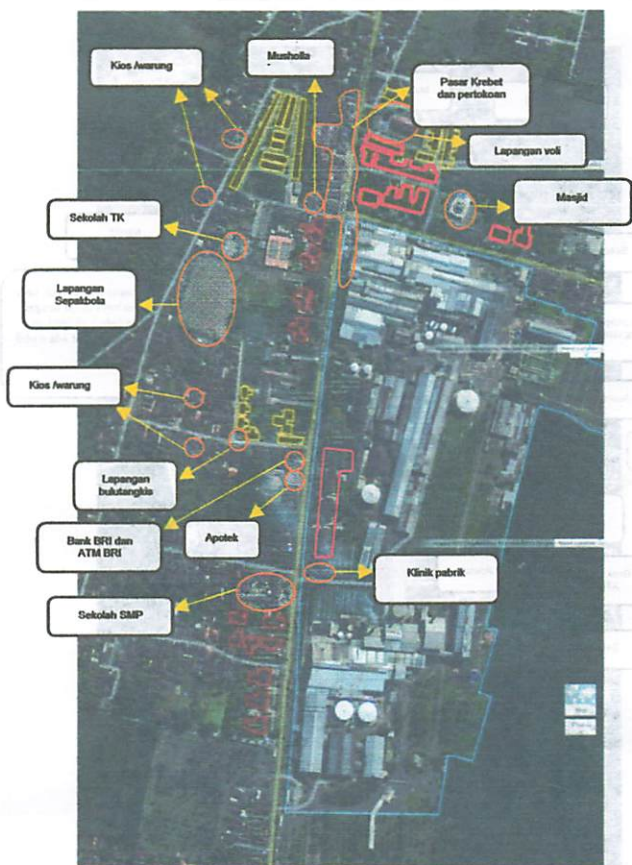 Kios /warung
Musholla
Pasar Krebet
dan pertokoan
Lapangan voli
Masjid
Sekolah TK
Lapangan
Sepakbola
Kios /warung
Lapangan
bulutangkis
Bank BRI dan
ATM BRI
Apotek
Klinik pabrik
Sekolah SMP